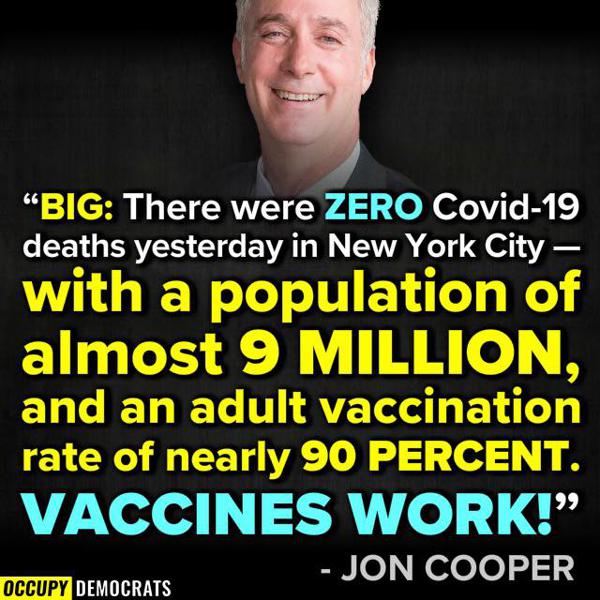 “BIG: There were ZERO Covid-19
deaths yesterday in New York City —
with a population of
almost 9 MILLION,
and an adult vaccination
rate of nearly 90 PERCENT.
VACCINES WORK!”
- JON COOPER
OCCUPY DEMOCRATS